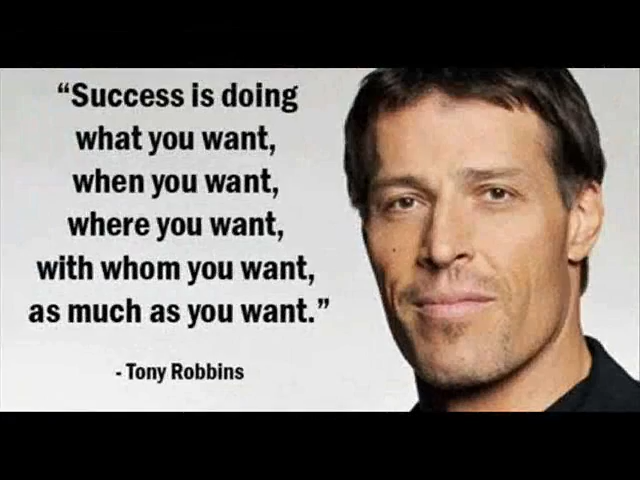 “Success is doing
what you want,
when you want,
where you want,
with whom you want,
as much as you want.”
- Tony Robbins